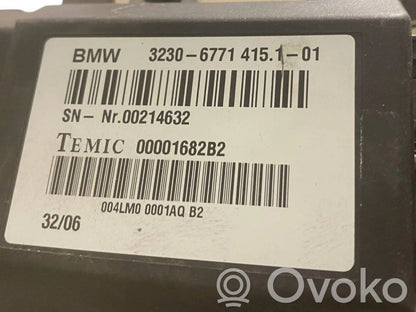 BMW 3230-6771 415.1-01
SN- Nr.00214632
TEMIC 00001682B2
004LM0 0001AQ B2
32/06
Ovoko